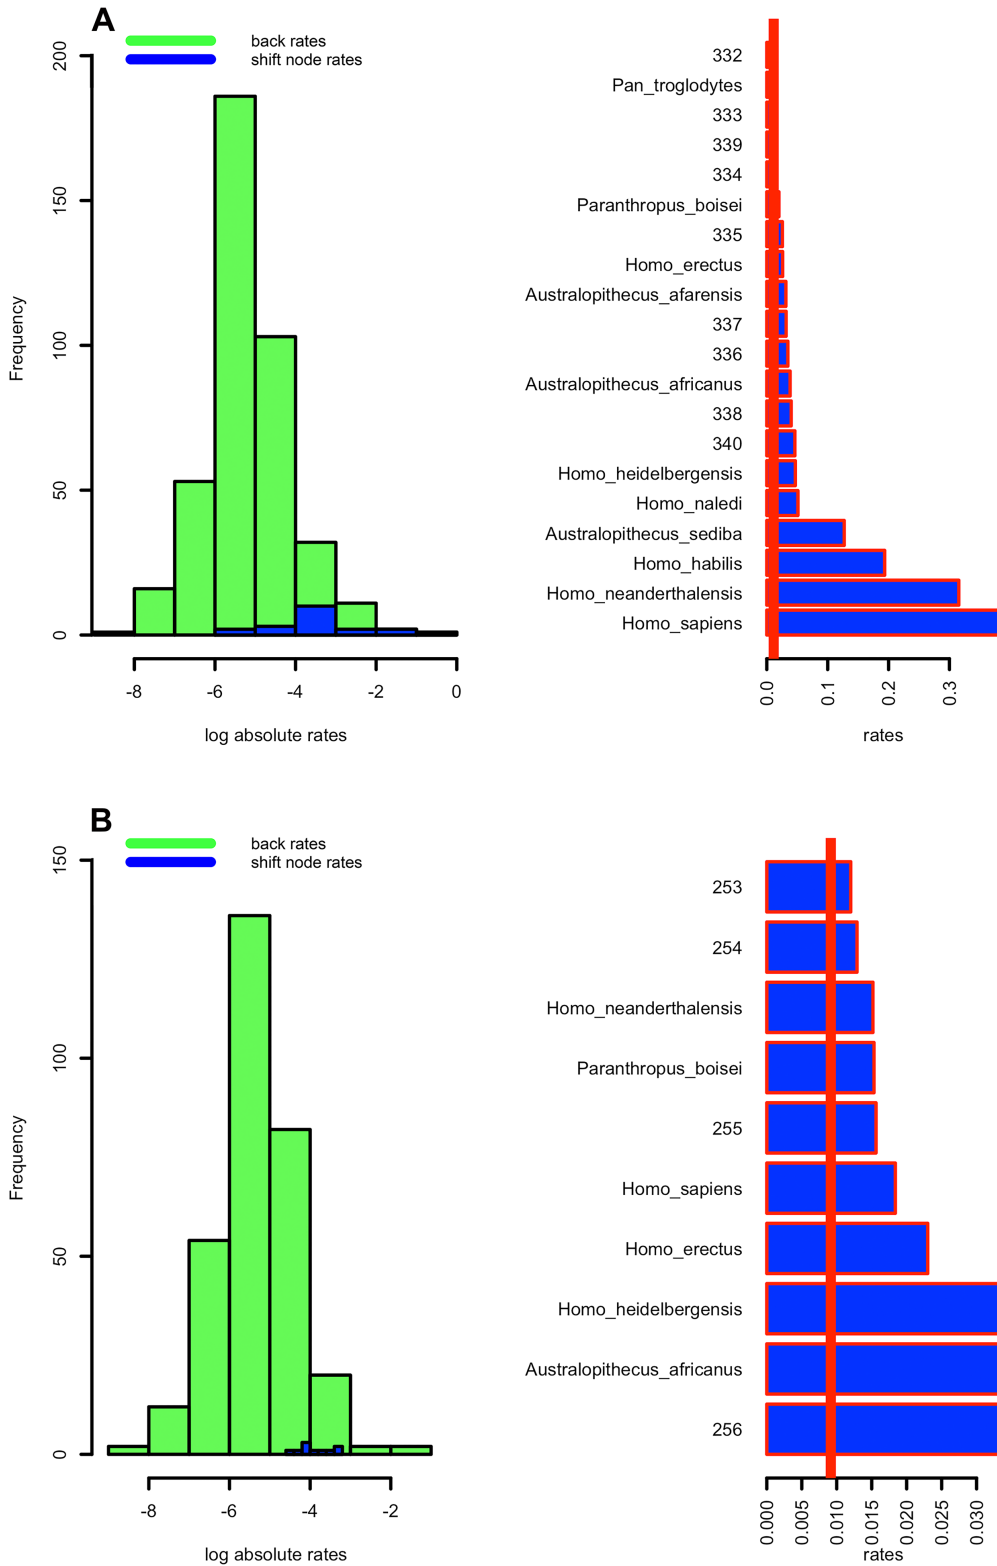 A
back rates
shift node rates
200
150
100
50
0
Frequency
-8 -6 -4 -2 0
log absolute rates
332
Pan_troglodytes
333
339
334
Paranthropus_boisei
335
Homo_erectus
Australopithecus_afarensis
337
336
Australopithecus_africanus
338
340
Homo_heidelbergensis
Homo_naledi
Australopithecus_sediba
Homo_habilis
Homo_neanderthalensis
Homo_sapiens
0.0 0.1 0.2 0.3
rates
B
back rates
shift node rates
150
100
50
0
Frequency
-8 -6 -4 -2
log absolute rates
253
254
Homo_neanderthalensis
Paranthropus_boisei
255
Homo_sapiens
Homo_erectus
Homo_heidelbergensis
Australopithecus_africanus
256
0.000 0.005 0.010 0.015 0.020 0.025 0.030
rates